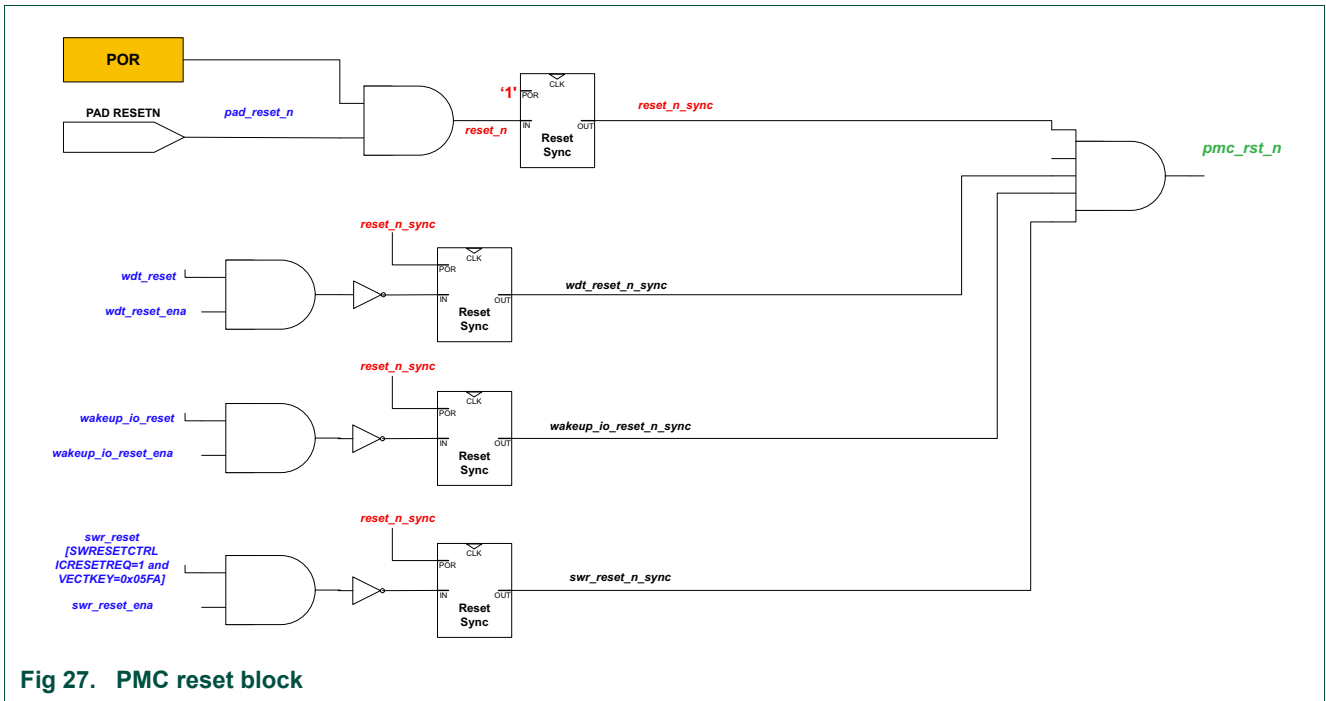 POR
PAD RESETN
pad_reset_n
reset_n
‘1'
CLK
POR
IN
OUT
Reset
Sync
reset_n_sync
pmc_rst_n
wdt_reset
wdt_reset_ena
reset_n_sync
CLK
POR
IN
OUT
Reset
Sync
wdt_reset_n_sync
wakeup_io_reset
wakeup_io_reset_ena
reset_n_sync
CLK
POR
IN
OUT
Reset
Sync
wakeup_io_reset_n_sync
swr_reset
[SWRESETCTRL
ICRESETREQ=1 and
VECTKEY=0x05FA]
swr_reset_ena
reset_n_sync
CLK
POR
IN
OUT
Reset
Sync
swr_reset_n_sync
Fig 27. PMC reset block